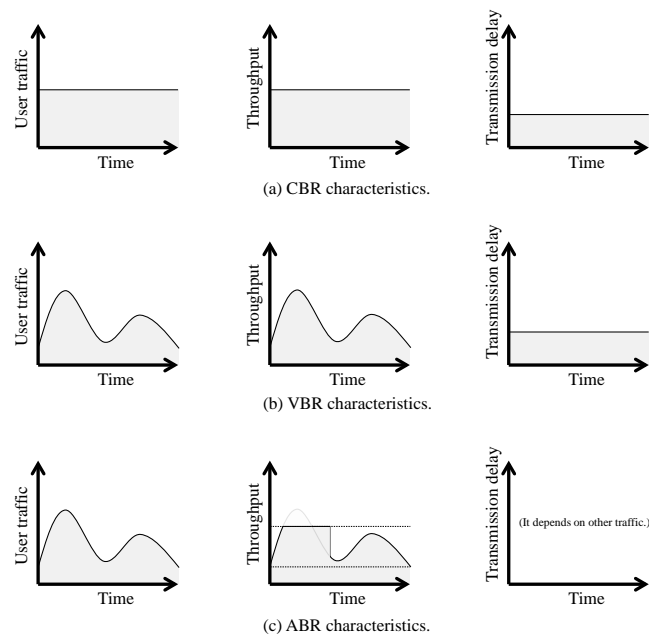 User traffic
Time
Throughput
Time
Transmission delay
Time
(a) CBR characteristics.
User traffic
Time
Throughput
Time
Transmission delay
Time
(b) VBR characteristics.
User traffic
Time
Throughput
Time
Transmission delay
(It depends on other traffic.)
Time
(c) ABR characteristics.